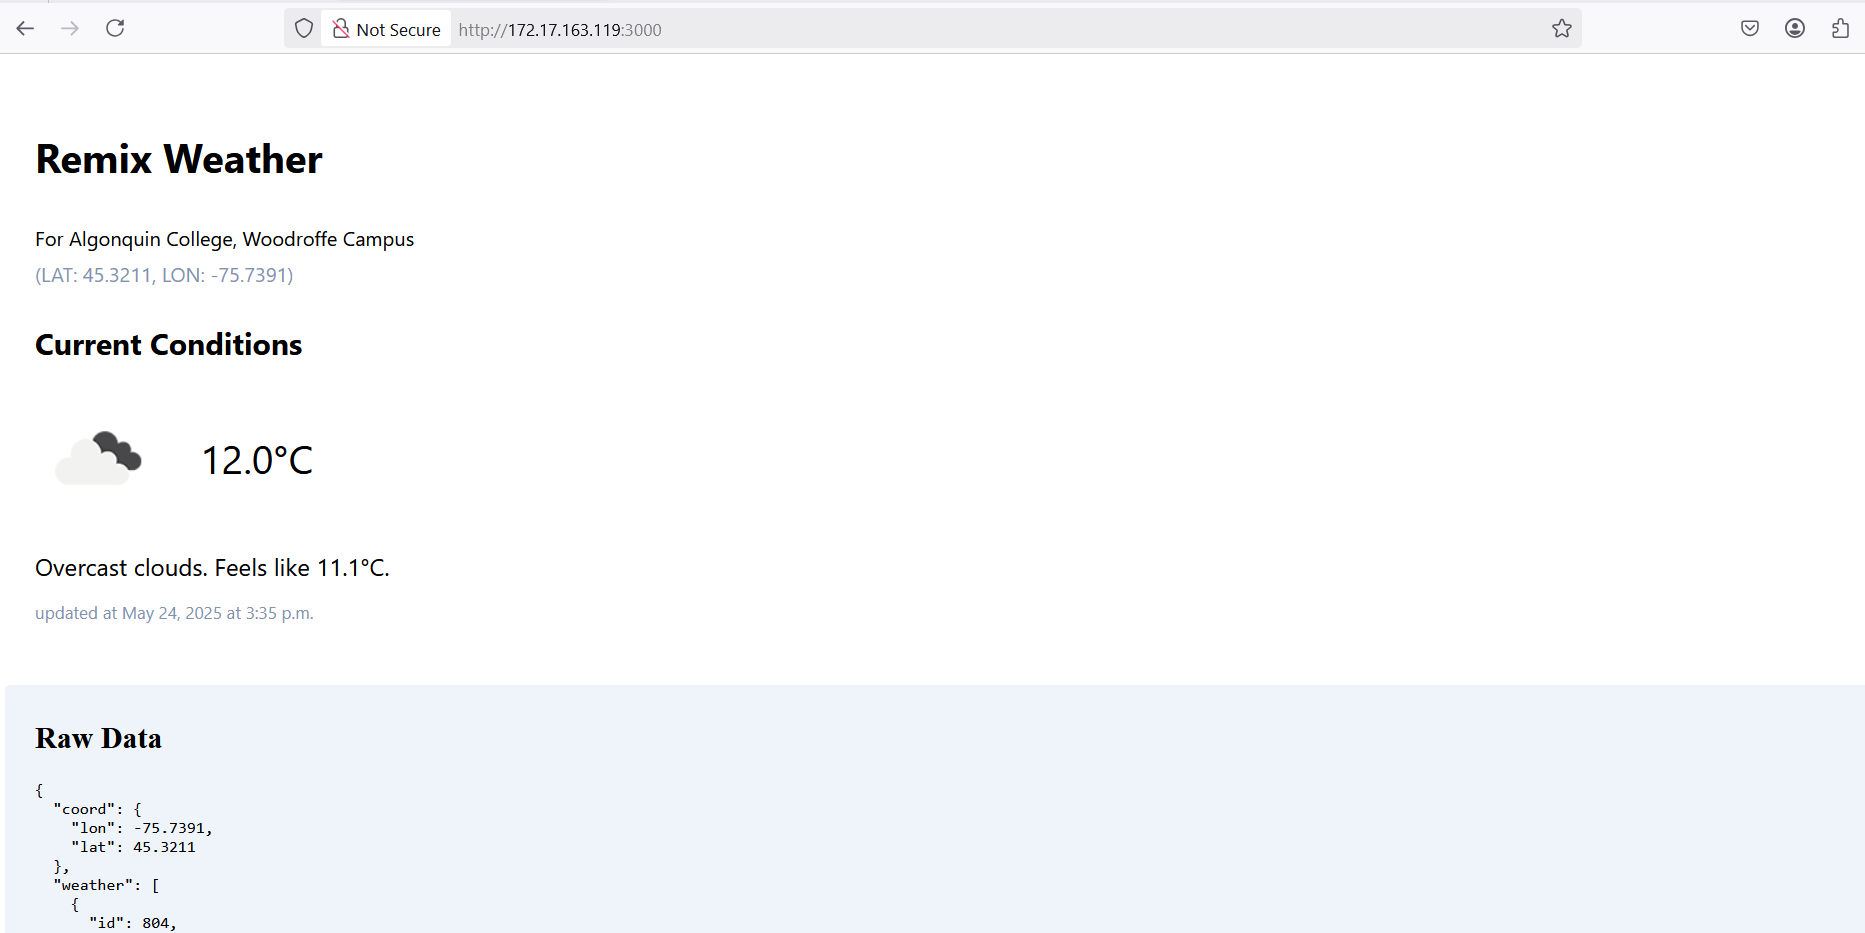 Not Secure http://172.17.163.119:3000
Remix Weather
For Algonquin College, Woodroffe Campus
(LAT: 45.3211, LON: -75.7391)
Current Conditions
12.0°C
Overcast clouds. Feels like 11.1°C.
updated at May 24, 2025 at 3:35 p.m.
Raw Data
{
  "coord": {
    "lon": -75.7391,
    "lat": 45.3211
  },
  "weather": [
    {
      "id": 804,